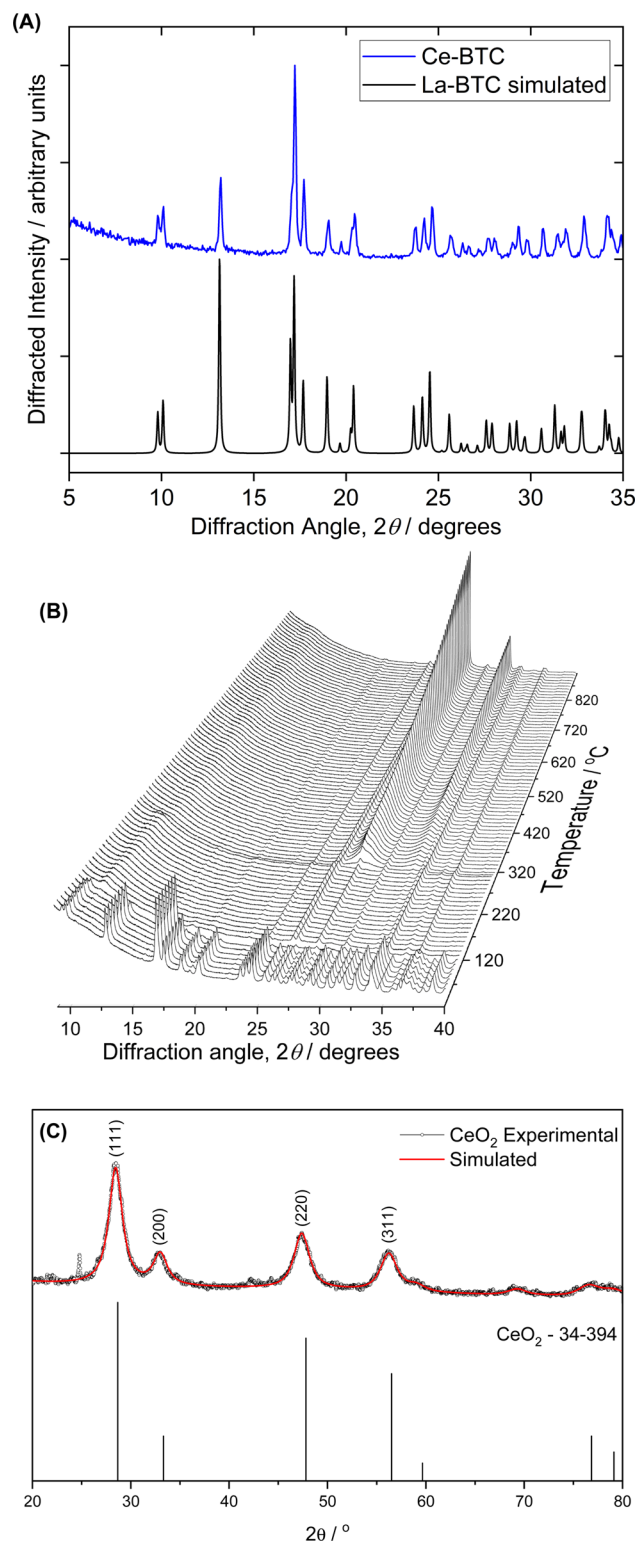 (A)
Ce-BTC
La-BTC simulated
Diffracted Intensity / arbitrary units
5 10 15 20 25 30 35
Diffraction Angle, 2θ / degrees
(B)
820
720
620
520
420
320
220
120
Temperature / °C
10 15 20 25 30 35 40
Diffraction angle, 2θ / degrees
(C)
CeO2 Experimental
Simulated
(111)
(200)
(220)
(311)
CeO2 - 34-394
20 30 40 50 60 70 80
2θ / °